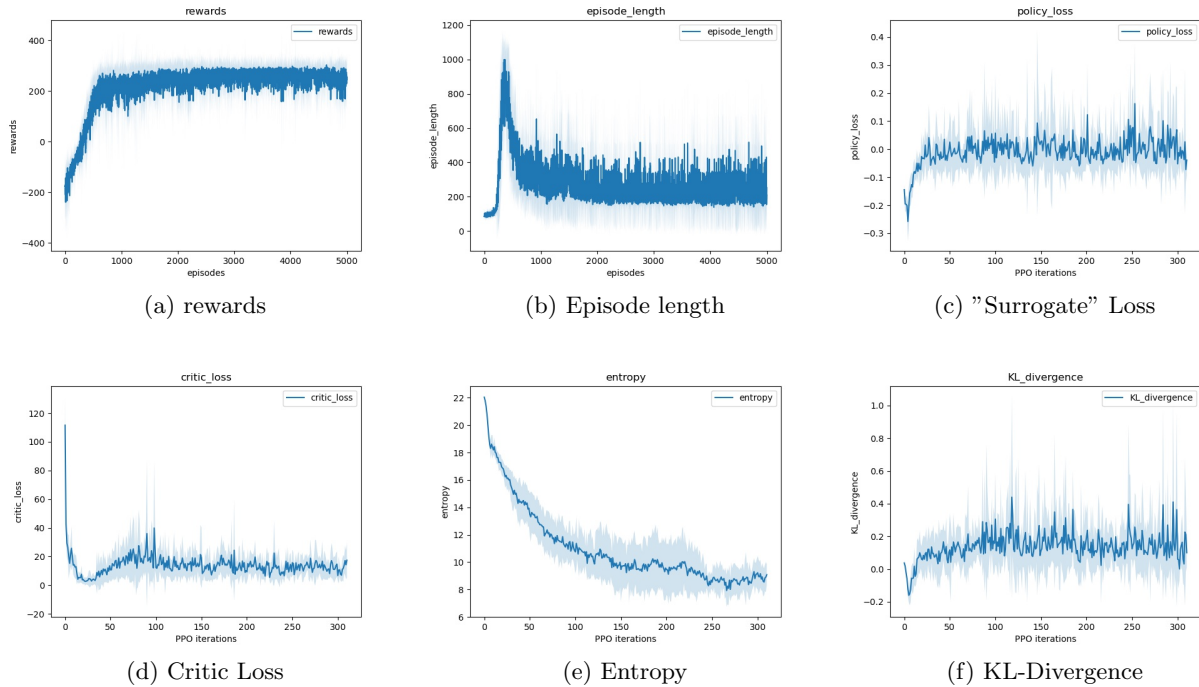 rewards
rewards
400
200
0
−200
−400
rewards
0
1000
2000
3000
4000
5000
episodes
(a) rewards
episode_length
episode_length
1200
1000
800
600
400
200
0
episode_length
0
1000
2000
3000
4000
5000
episodes
(b) Episode length
policy_loss
policy_loss
0.4
0.3
0.2
0.1
0.0
−0.1
−0.2
−0.3
policy_loss
0
50
100
150
200
250
300
PPO iterations
(c) ”Surrogate” Loss
critic_loss
critic_loss
120
100
80
60
40
20
0
−20
critic_loss
0
50
100
150
200
250
300
PPO iterations
(d) Critic Loss
entropy
entropy
22
20
18
16
14
12
10
8
6
entropy
0
50
100
150
200
250
300
PPO iterations
(e) Entropy
KL_divergence
KL_divergence
1.0
0.8
0.6
0.4
0.2
0.0
−0.2
KL_divergence
0
50
100
150
200
250
300
PPO iterations
(f) KL-Divergence